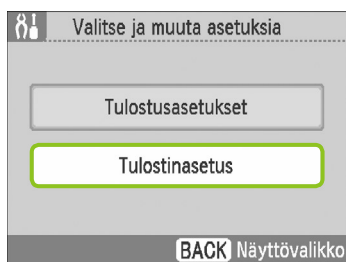 Valitse ja muuta asetuksia
Tulostusasetukset
Tulostinasetus
BACK Näyttövalikko